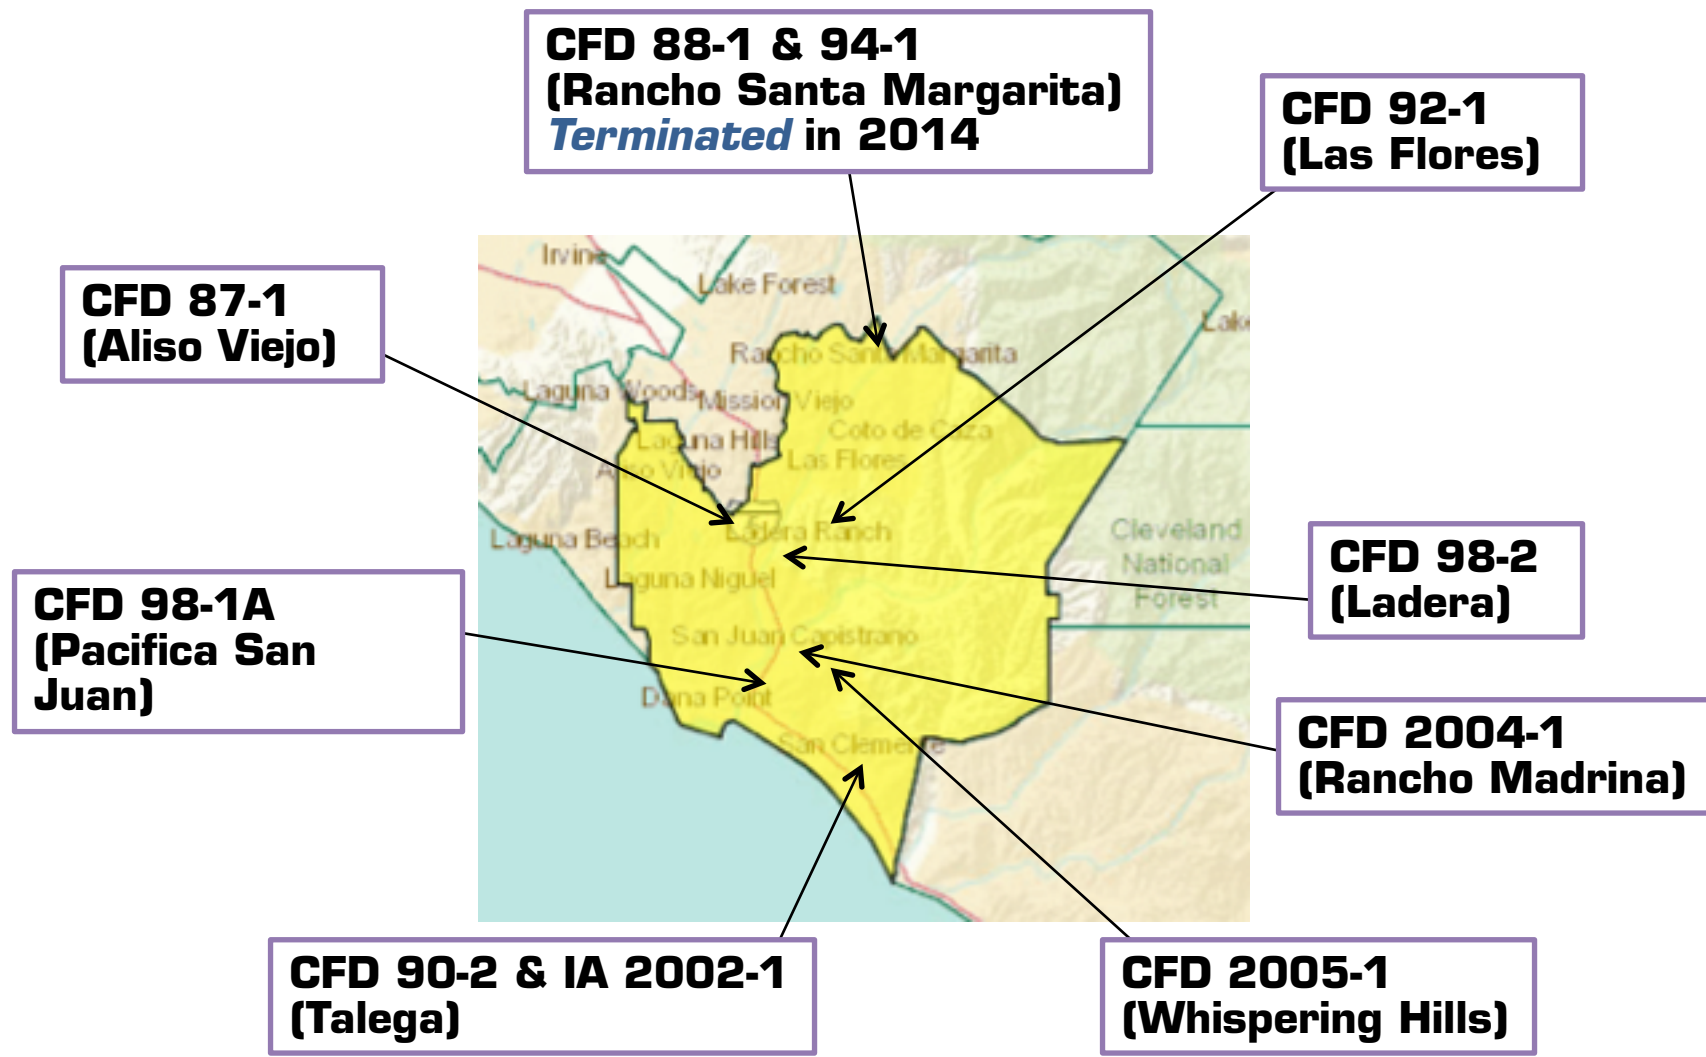 CFD 88-1 & 94-1
(Rancho Santa Margarita)
Terminated in 2014
CFD 92-1
(Las Flores)
CFD 87-1
(Aliso Viejo)
CFD 98-1A
(Pacifica San
Juan)
CFD 98-2
(Ladera)
CFD 2004-1
(Rancho Madrina)
CFD 90-2 & IA 2002-1
(Talega)
CFD 2005-1
(Whispering Hills)
Irvine
Lake Forest
Lake
Rancho Santa Margarita
Laguna Woods
Mission Viejo
Coto de Caza
Laguna Hills
Las Flores
Aliso Viejo
Ladera Ranch
Laguna Beach
Cleveland
National
Forest
Laguna Niguel
San Juan Capistrano
Dana Point
San Clemente